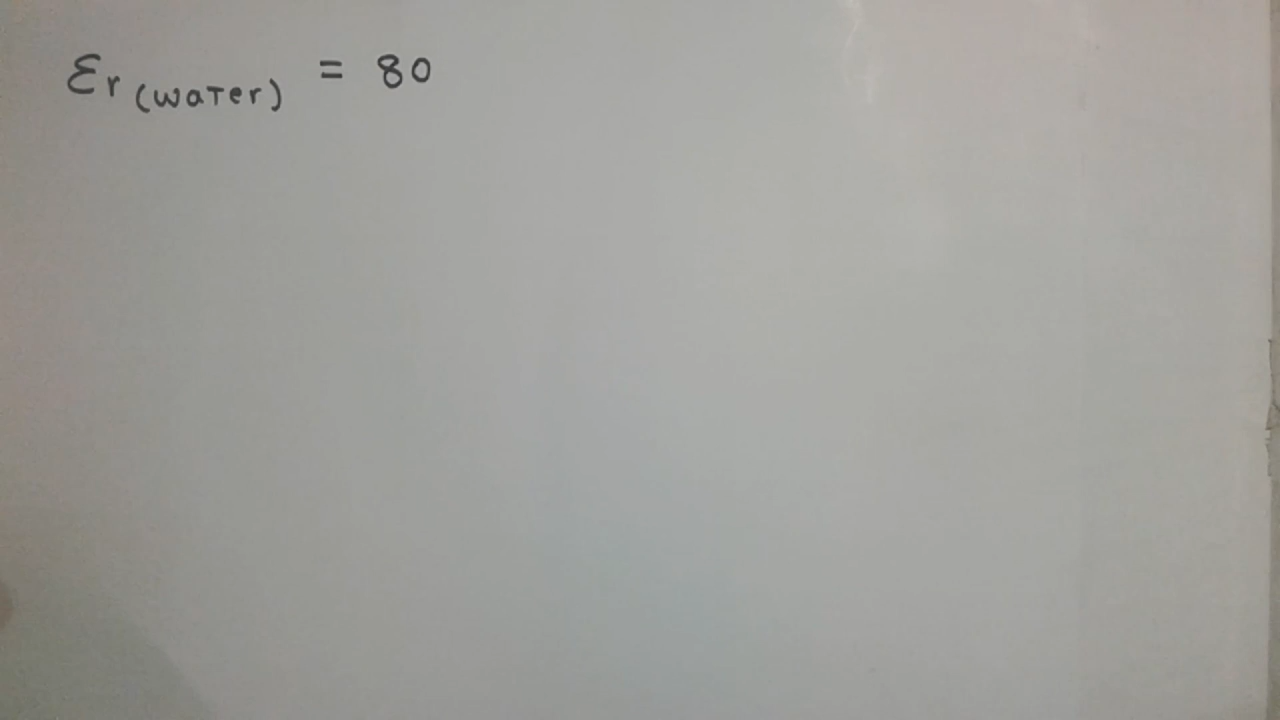 εr (water) = 80